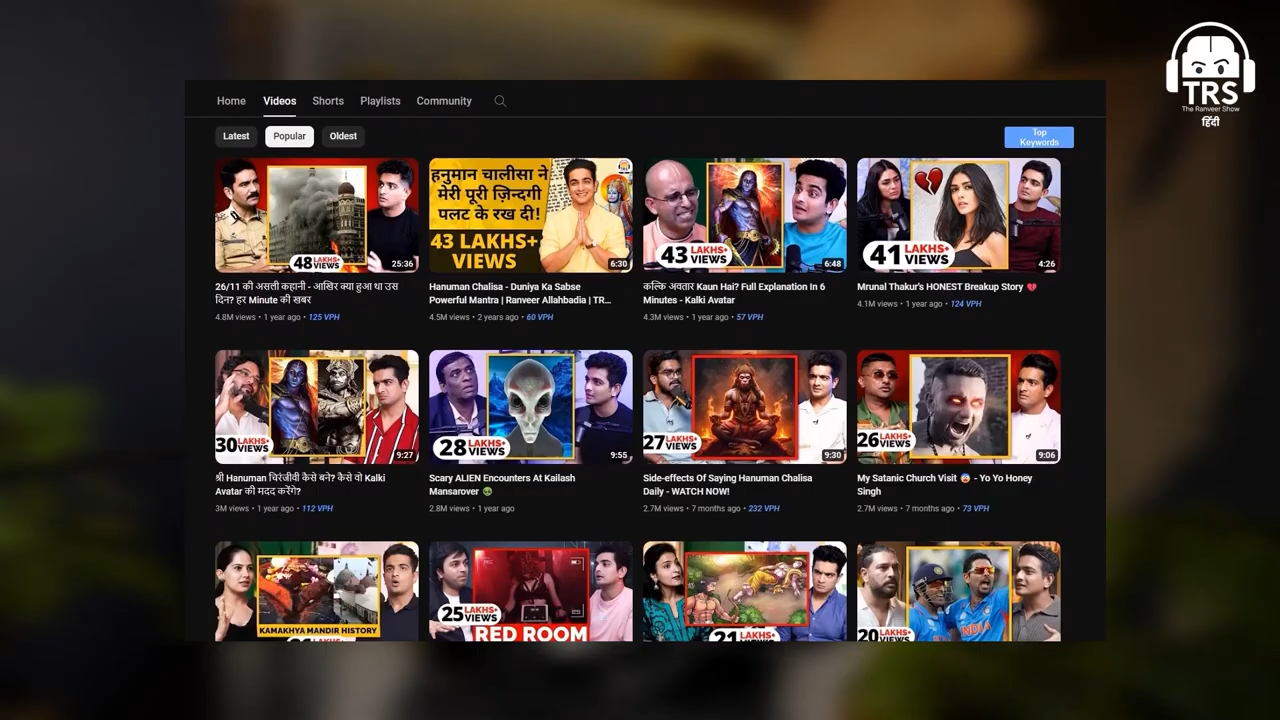 TRS
The Ranveer Show
हिंदी
Home
Videos
Shorts
Playlists
Community
Latest
Popular
Oldest
Top
Keywords
48 LAKHS+
VIEWS
25:36
हनुमान चालीसा ने
मेरी पूरी ज़िन्दगी
पलट के रख दी!
43 LAKHS+
VIEWS
6:30
43 LAKHS+
VIEWS
6:48
41 LAKHS+
VIEWS
4:26
26/11 की असली कहानी - आखिर क्या हुआ था उस
दिन? हर Minute की खबर
4.8M views • 1 year ago • 125 VPH
Hanuman Chalisa - Duniya Ka Sabse
Powerful Mantra | Ranveer Allahbadia | TR...
4.5M views • 2 years ago • 60 VPH
कल्कि अवतार Kaun Hai? Full Explanation In 6
Minutes - Kalki Avatar
4.3M views • 1 year ago • 57 VPH
Mrunal Thakur's HONEST Breakup Story 💔
4.1M views • 1 year ago • 124 VPH
30 LAKHS+
VIEWS
9:27
28 LAKHS+
VIEWS
9:55
27 LAKHS+
VIEWS
9:30
26 LAKHS+
VIEWS
9:06
श्री Hanuman चिरंजीवी कैसे बने? कैसे वो Kalki
Avatar की मदद करेंगे?
3M views • 1 year ago • 112 VPH
Scary ALIEN Encounters At Kailash
Mansarover 👽
2.8M views • 1 year ago
Side-effects Of Saying Hanuman Chalisa
Daily - WATCH NOW!
2.7M views • 7 months ago • 232 VPH
My Satanic Church Visit 😨 - Yo Yo Honey
Singh
2.7M views • 7 months ago • 73 VPH
KAMAKHYA MANDIR HISTORY
25 LAKHS+
VIEWS
RED ROOM
21 LAKHS+
20 LAKHS+
INDIA